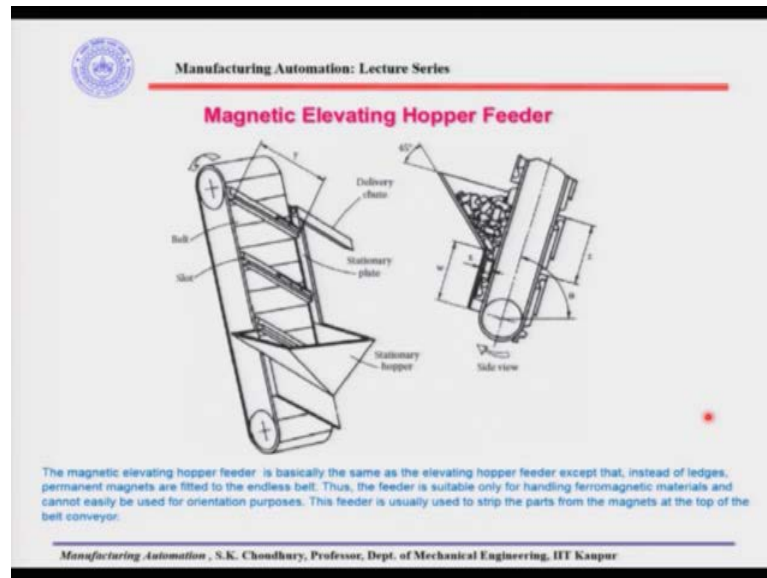 Manufacturing Automation: Lecture Series
Magnetic Elevating Hopper Feeder
Y
45°
Delivery
chute
Belt
Stationary
plate
Slot
w
s
z
Stationary
hopper
Side view
The magnetic elevating hopper feeder is basically the same as the elevating hopper feeder except that, instead of ledges,
permanent magnets are fitted to the endless belt. Thus, the feeder is suitable only for handling ferromagnetic materials and
cannot easily be used for orientation purposes. This feeder is usually used to strip the parts from the magnets at the top of the
belt conveyor.
Manufacturing Automation , S.K. Choudhury, Professor, Dept. of Mechanical Engineering, IIT Kanpur